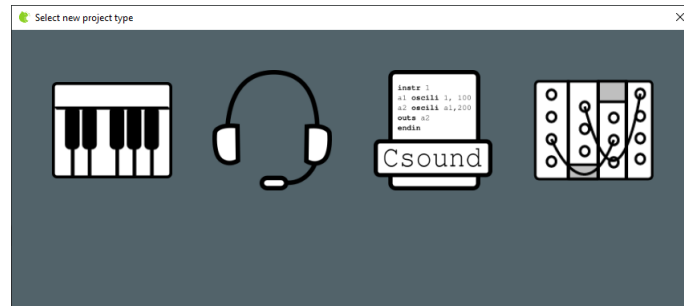 Select new project type
instr 1
a1 oscili 1, 100
a2 oscili a1,200
outs a2
endin
Csound